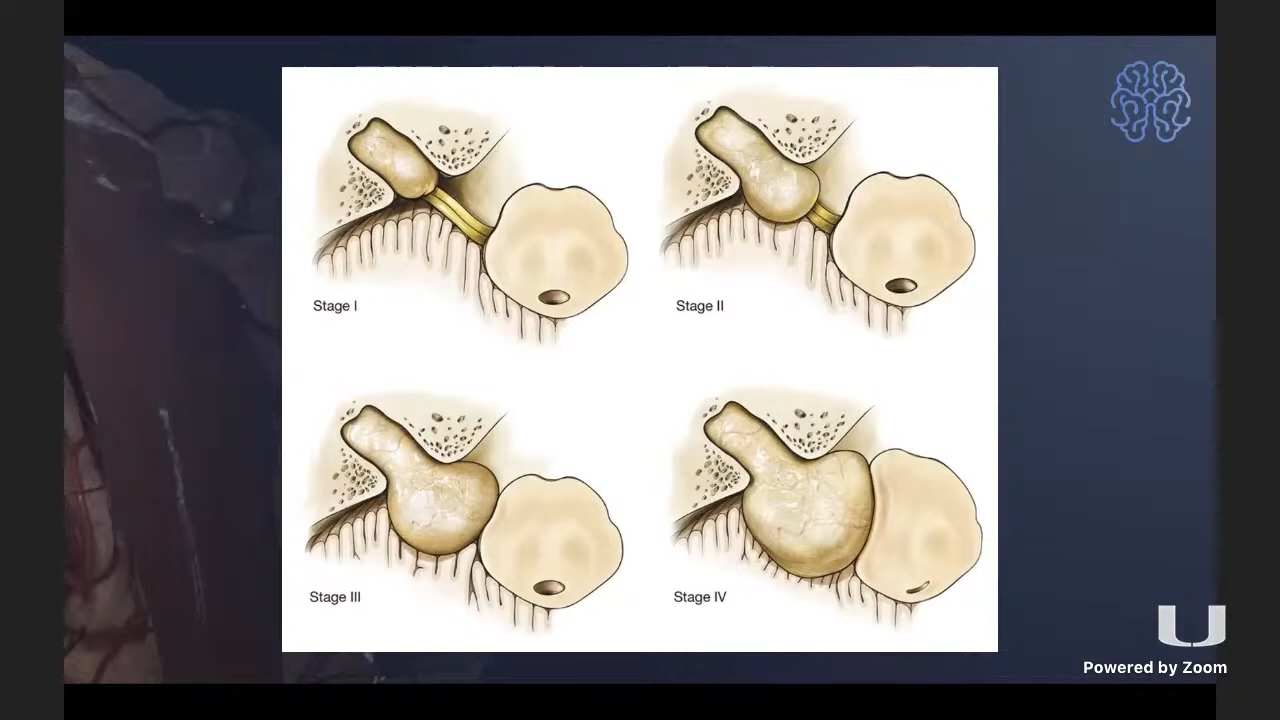 Stage I
Stage II
Stage III
Stage IV
Powered by Zoom